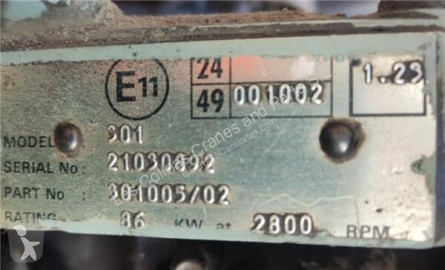 E11
24
49 001002
1.25
MODEL : 301
SERIAL No : 21030892
PART No : 301005/02
RATING : 86 KW at 2800 RPM